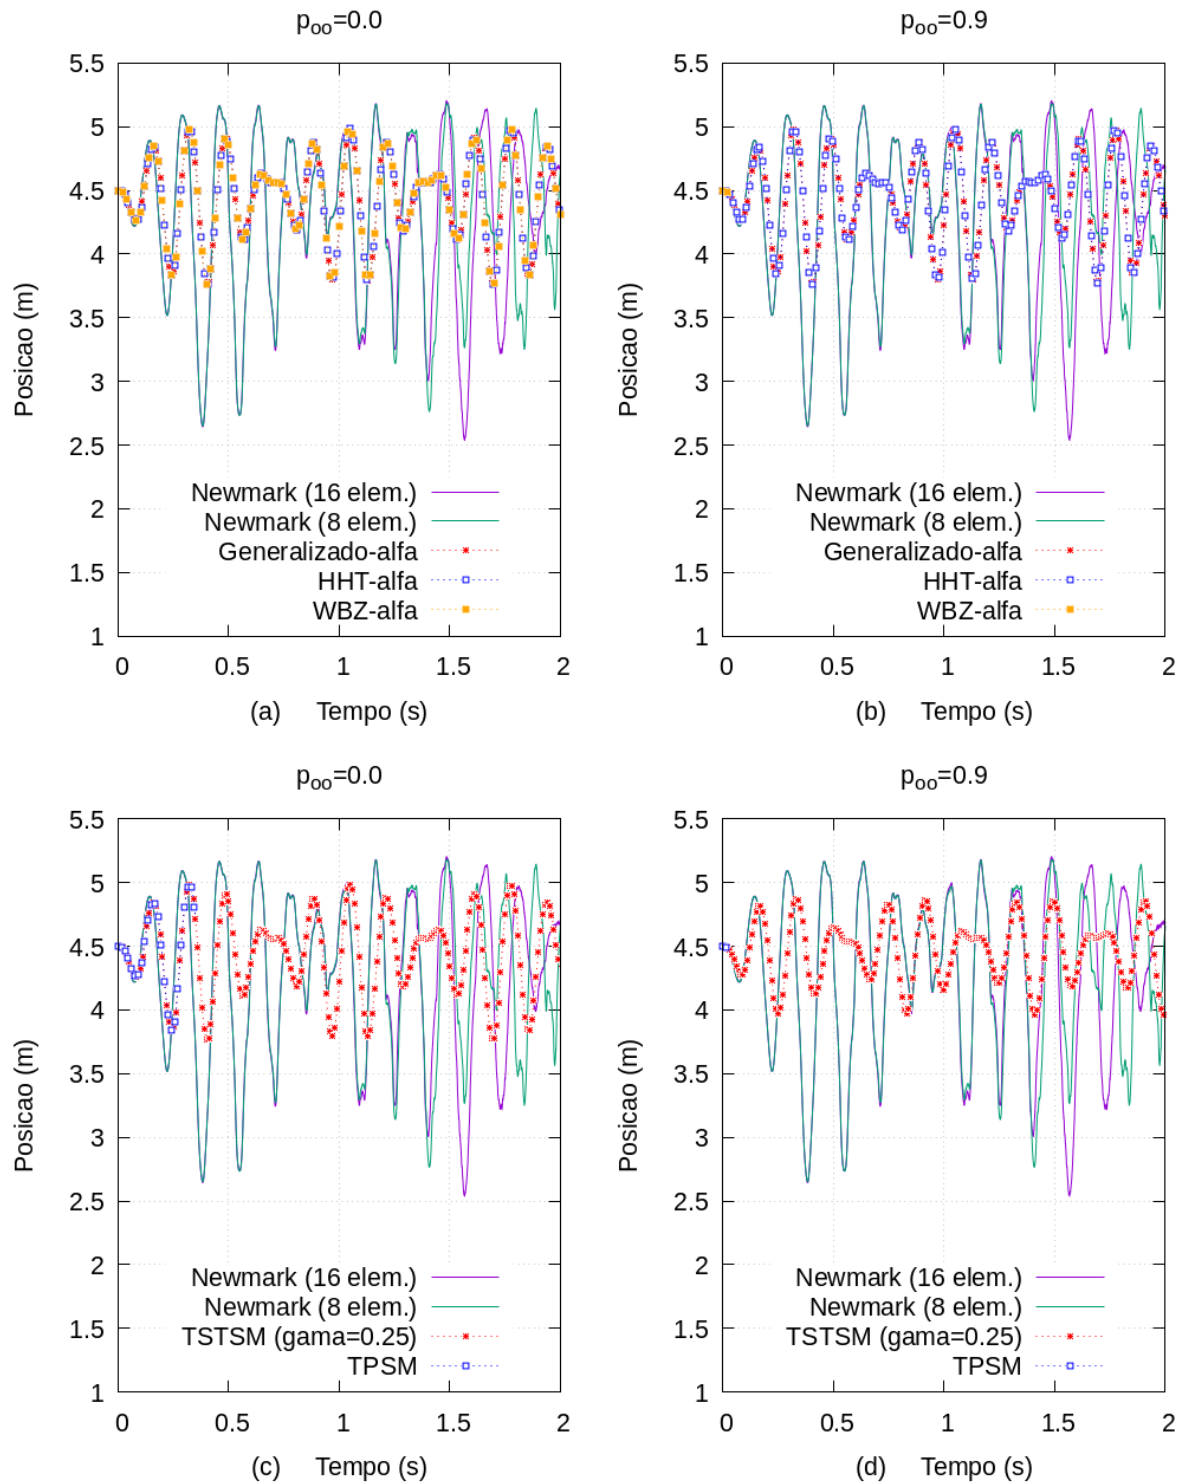 p_oo=0.0
5.5
5
4.5
4
3.5
3
2.5
2
1.5
1
Posicao (m)
Newmark (16 elem.)
Newmark (8 elem.)
Generalizado-alfa
HHT-alfa
WBZ-alfa
0 0.5 1 1.5 2
(a) Tempo (s)
p_oo=0.9
5.5
5
4.5
4
3.5
3
2.5
2
1.5
1
Posicao (m)
Newmark (16 elem.)
Newmark (8 elem.)
Generalizado-alfa
HHT-alfa
WBZ-alfa
0 0.5 1 1.5 2
(b) Tempo (s)
p_oo=0.0
5.5
5
4.5
4
3.5
3
2.5
2
1.5
1
Posicao (m)
Newmark (16 elem.)
Newmark (8 elem.)
TSTSM (gama=0.25)
TPSM
0 0.5 1 1.5 2
(c) Tempo (s)
p_oo=0.9
5.5
5
4.5
4
3.5
3
2.5
2
1.5
1
Posicao (m)
Newmark (16 elem.)
Newmark (8 elem.)
TSTSM (gama=0.25)
TPSM
0 0.5 1 1.5 2
(d) Tempo (s)